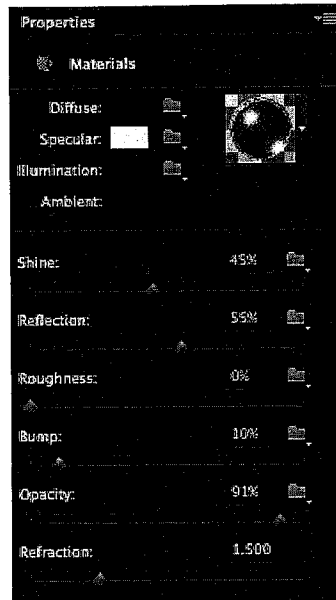 Properties
Materials
Diffuse:
Specular:
Illumination:
Ambient:
Shine: 45%
Reflection: 55%
Roughness: 0%
Bump: 10%
Opacity: 91%
Refraction: 1.500